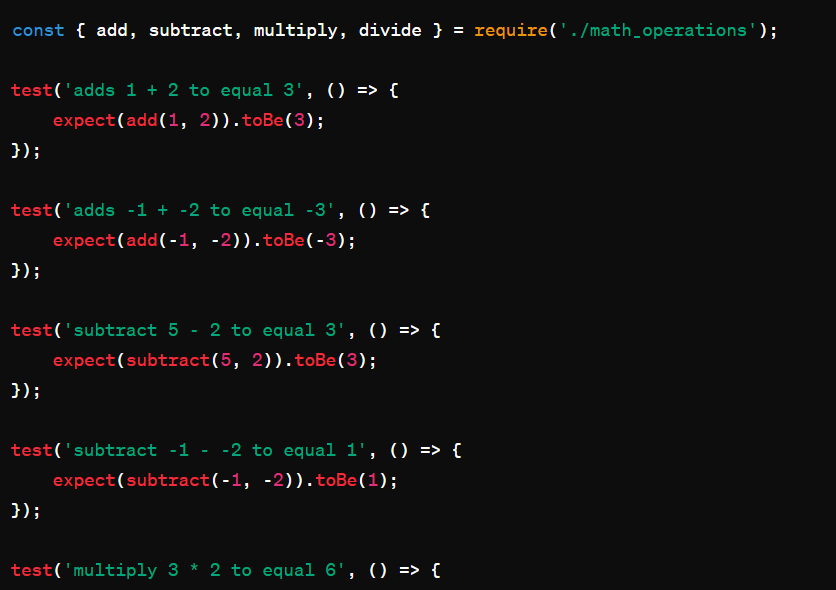 const { add, subtract, multiply, divide } = require('./math_operations');
test('adds 1 + 2 to equal 3', () => {
    expect(add(1, 2)).toBe(3);
});
test('adds -1 + -2 to equal -3', () => {
    expect(add(-1, -2)).toBe(-3);
});
test('subtract 5 - 2 to equal 3', () => {
    expect(subtract(5, 2)).toBe(3);
});
test('subtract -1 - -2 to equal 1', () => {
    expect(subtract(-1, -2)).toBe(1);
});
test('multiply 3 * 2 to equal 6', () => {